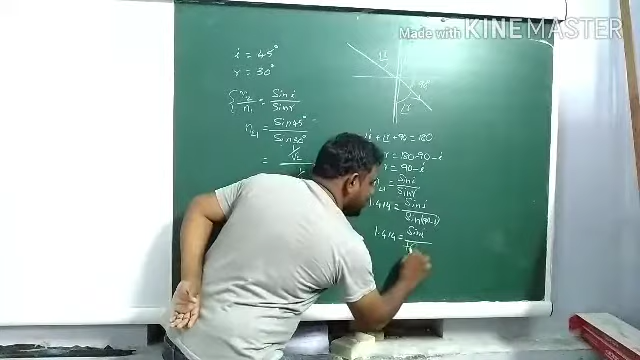 Made with KINEMASTER
i = 45°
r = 30°
n2/n1 = Sin i/Sin r
n21 = Sin 45°/Sin 30° =
= 1/√2
i + r + 90 = 180
r = 180-90-i
= 90-i
n21 = Sin i/Sin r
1.414 = Sin i/Sin(90-i)
1.414 = Sin i